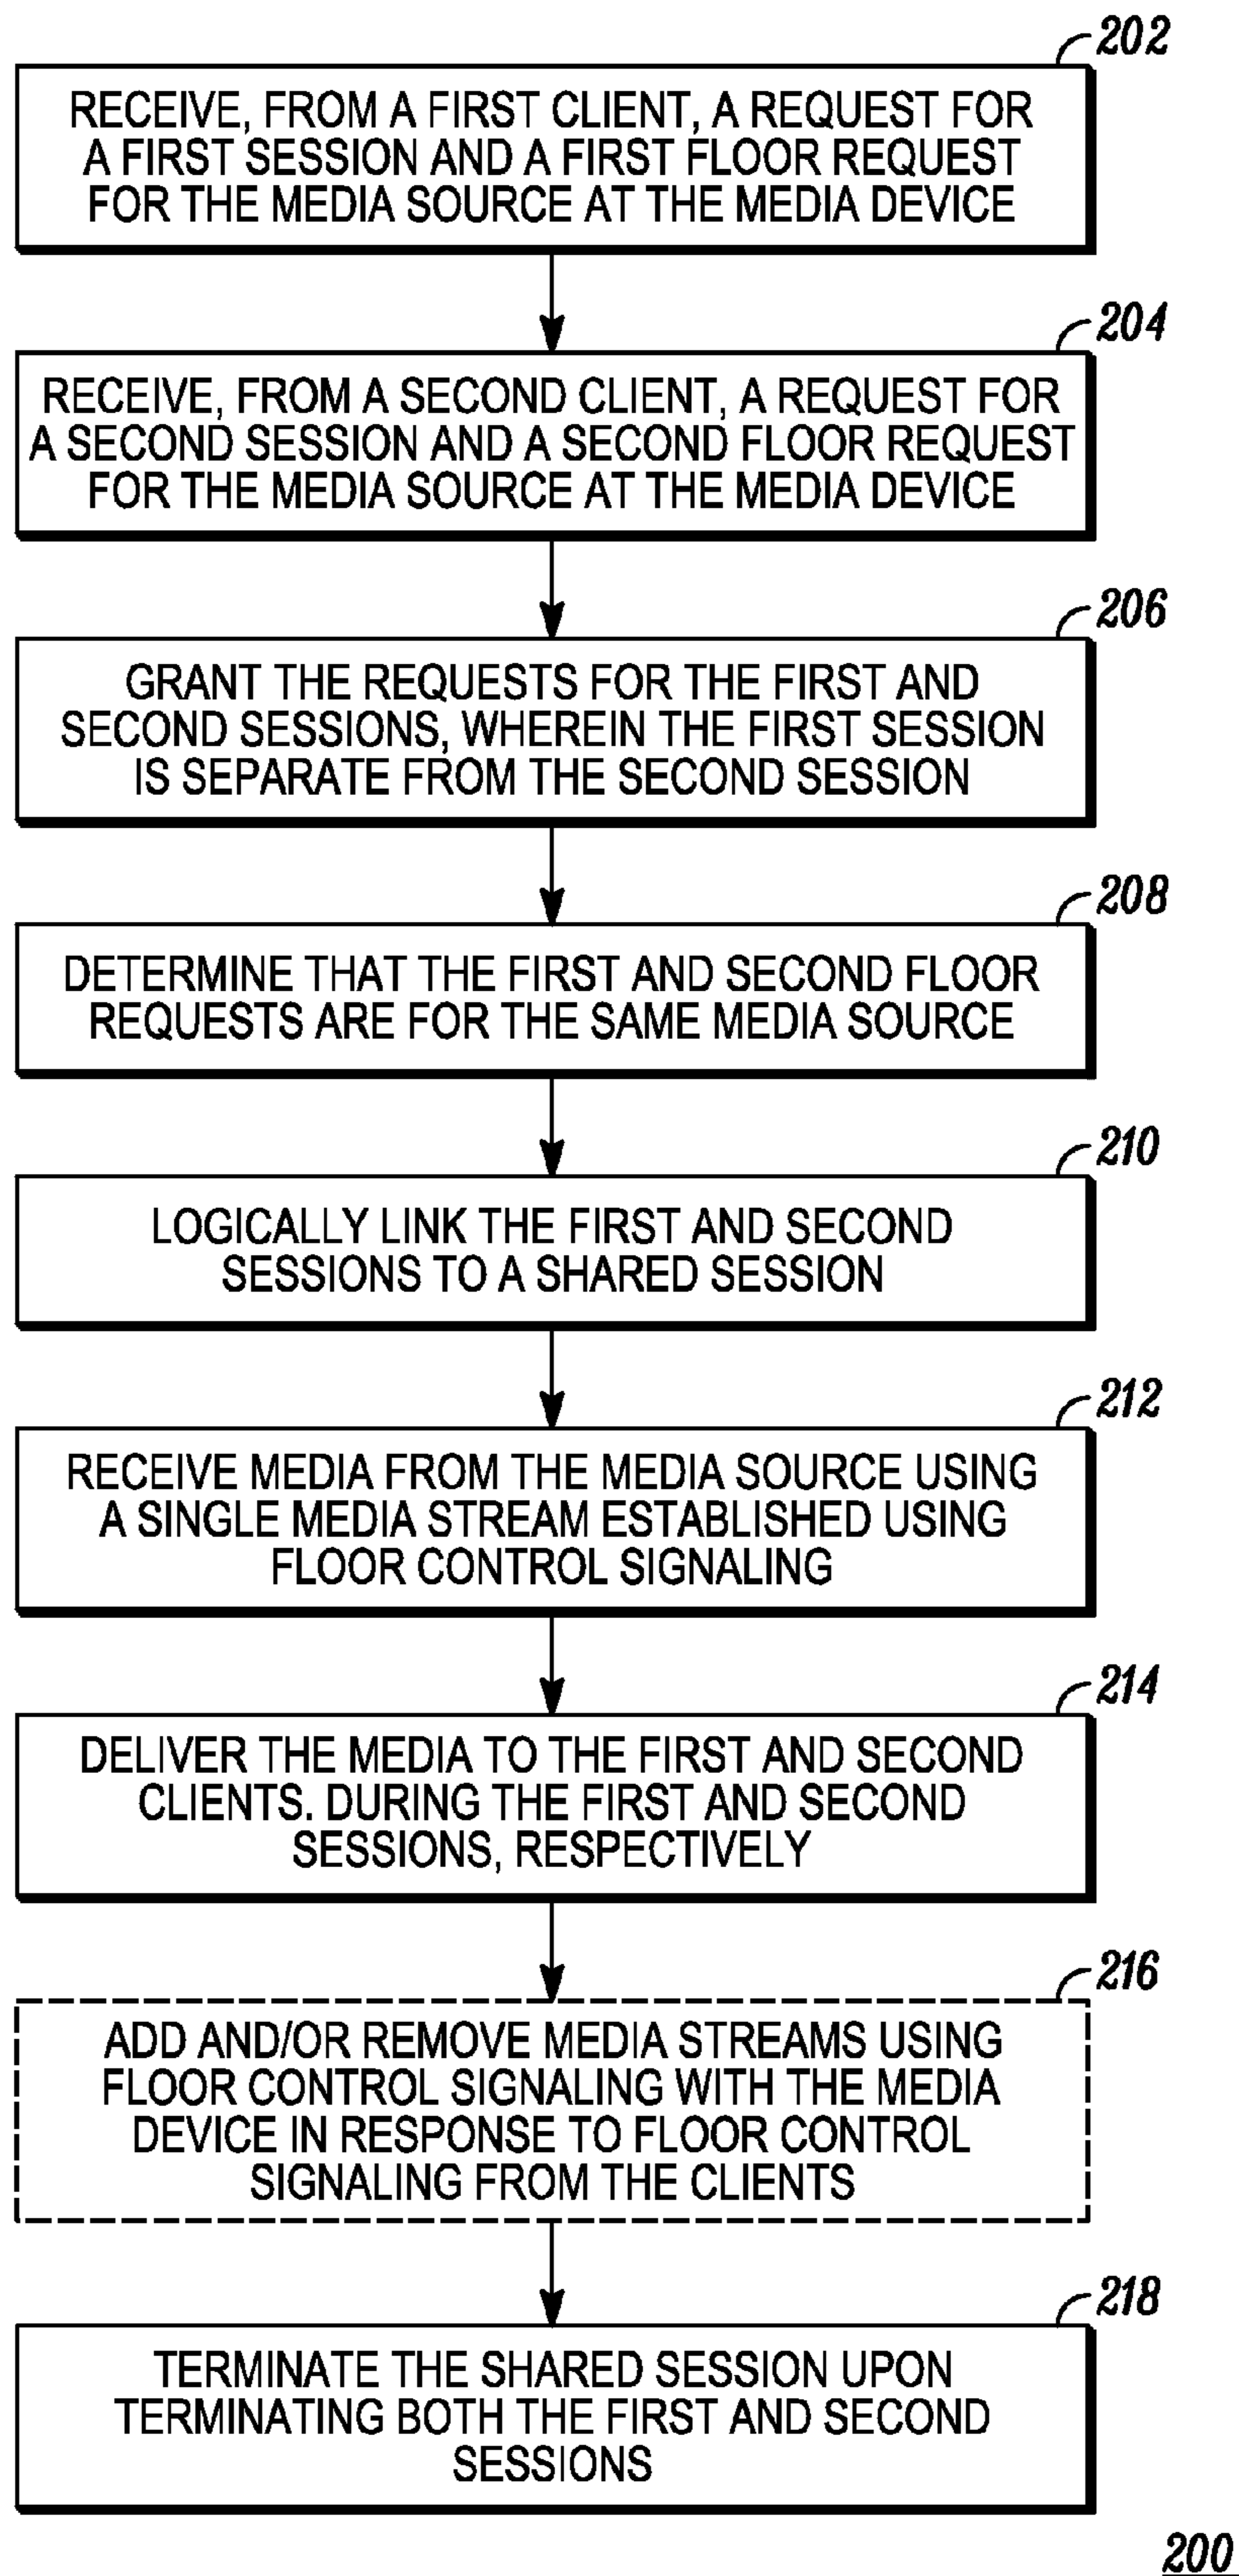 202
RECEIVE, FROM A FIRST CLIENT, A REQUEST FOR
A FIRST SESSION AND A FIRST FLOOR REQUEST
FOR THE MEDIA SOURCE AT THE MEDIA DEVICE
204
RECEIVE, FROM A SECOND CLIENT, A REQUEST FOR
A SECOND SESSION AND A SECOND FLOOR REQUEST
FOR THE MEDIA SOURCE AT THE MEDIA DEVICE
206
GRANT THE REQUESTS FOR THE FIRST AND
SECOND SESSIONS, WHEREIN THE FIRST SESSION
IS SEPARATE FROM THE SECOND SESSION
208
DETERMINE THAT THE FIRST AND SECOND FLOOR
REQUESTS ARE FOR THE SAME MEDIA SOURCE
210
LOGICALLY LINK THE FIRST AND SECOND
SESSIONS TO A SHARED SESSION
212
RECEIVE MEDIA FROM THE MEDIA SOURCE USING
A SINGLE MEDIA STREAM ESTABLISHED USING
FLOOR CONTROL SIGNALING
214
DELIVER THE MEDIA TO THE FIRST AND SECOND
CLIENTS. DURING THE FIRST AND SECOND
SESSIONS, RESPECTIVELY
216
ADD AND/OR REMOVE MEDIA STREAMS USING
FLOOR CONTROL SIGNALING WITH THE MEDIA
DEVICE IN RESPONSE TO FLOOR CONTROL
SIGNALING FROM THE CLIENTS
218
TERMINATE THE SHARED SESSION UPON
TERMINATING BOTH THE FIRST AND SECOND
SESSIONS
200